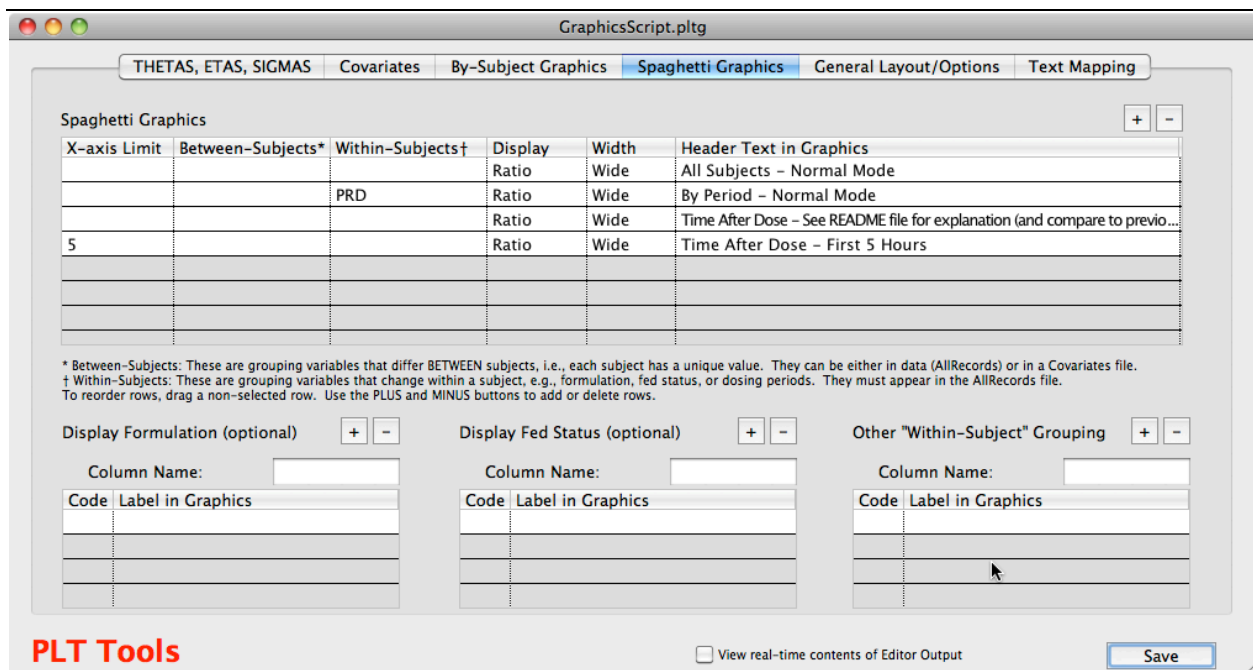 GraphicsScript.pltg
THETAS, ETAS, SIGMAS Covariates By-Subject Graphics Spaghetti Graphics General Layout/Options Text Mapping
Spaghetti Graphics + -
X-axis Limit Between-Subjects* Within-Subjects† Display Width Header Text in Graphics
Ratio Wide All Subjects – Normal Mode
PRD Ratio Wide By Period – Normal Mode
Ratio Wide Time After Dose – See README file for explanation (and compare to previo...
5 Ratio Wide Time After Dose – First 5 Hours
* Between-Subjects: These are grouping variables that differ BETWEEN subjects, i.e., each subject has a unique value. They can be either in data (AllRecords) or in a Covariates file.
† Within-Subjects: These are grouping variables that change within a subject, e.g., formulation, fed status, or dosing periods. They must appear in the AllRecords file.
To reorder rows, drag a non-selected row. Use the PLUS and MINUS buttons to add or delete rows.
Display Formulation (optional) + - Display Fed Status (optional) + - Other "Within-Subject" Grouping + -
Column Name: Column Name: Column Name:
Code Label in Graphics Code Label in Graphics Code Label in Graphics
PLT Tools View real-time contents of Editor Output Save